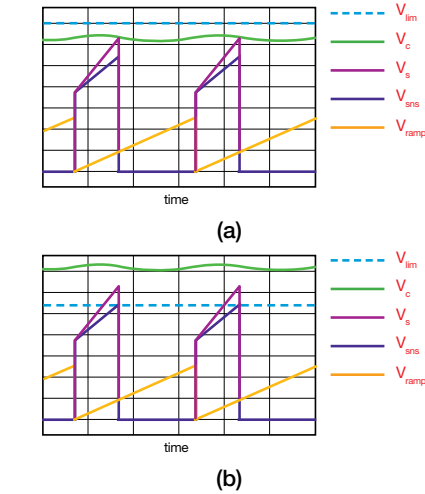 V_lim
V_c
V_s
V_sns
V_ramp
time
(a)
V_lim
V_c
V_s
V_sns
V_ramp
time
(b)